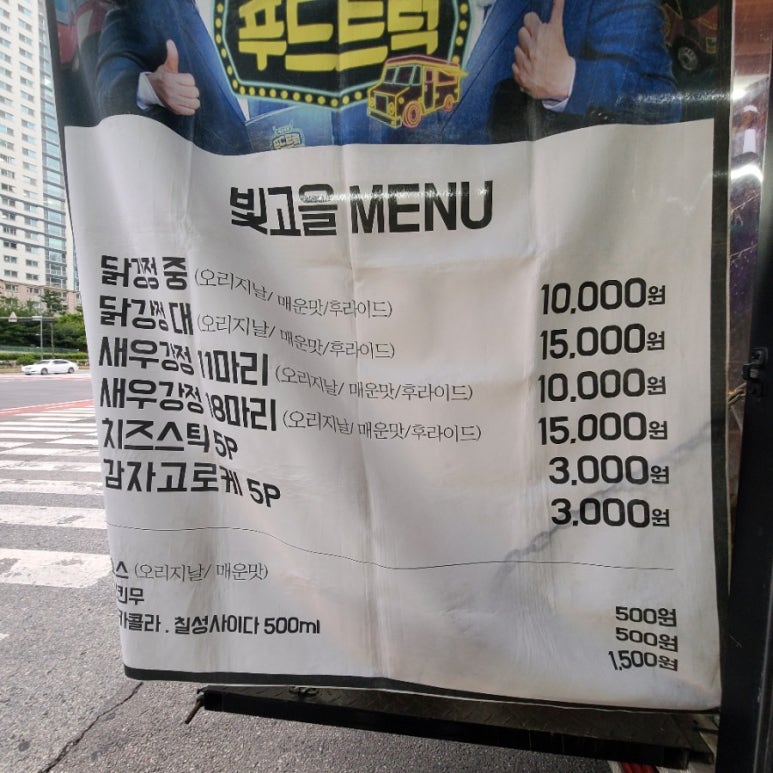 푸드트럭
빛고을 MENU
닭강정 중 (오리지날/ 매운맛/후라이드) 10,000원
닭강정 대 (오리지날/ 매운맛/후라이드) 15,000원
새우강정 11마리 (오리지날/ 매운맛/후라이드) 10,000원
새우강정 18마리 (오리지날/ 매운맛/후라이드) 15,000원
치즈스틱 5P 3,000원
감자고로케 5P 3,000원
스 (오리지날/ 매운맛) 500원
킨무 500원
카콜라 . 칠성사이다 500ml 1,500원